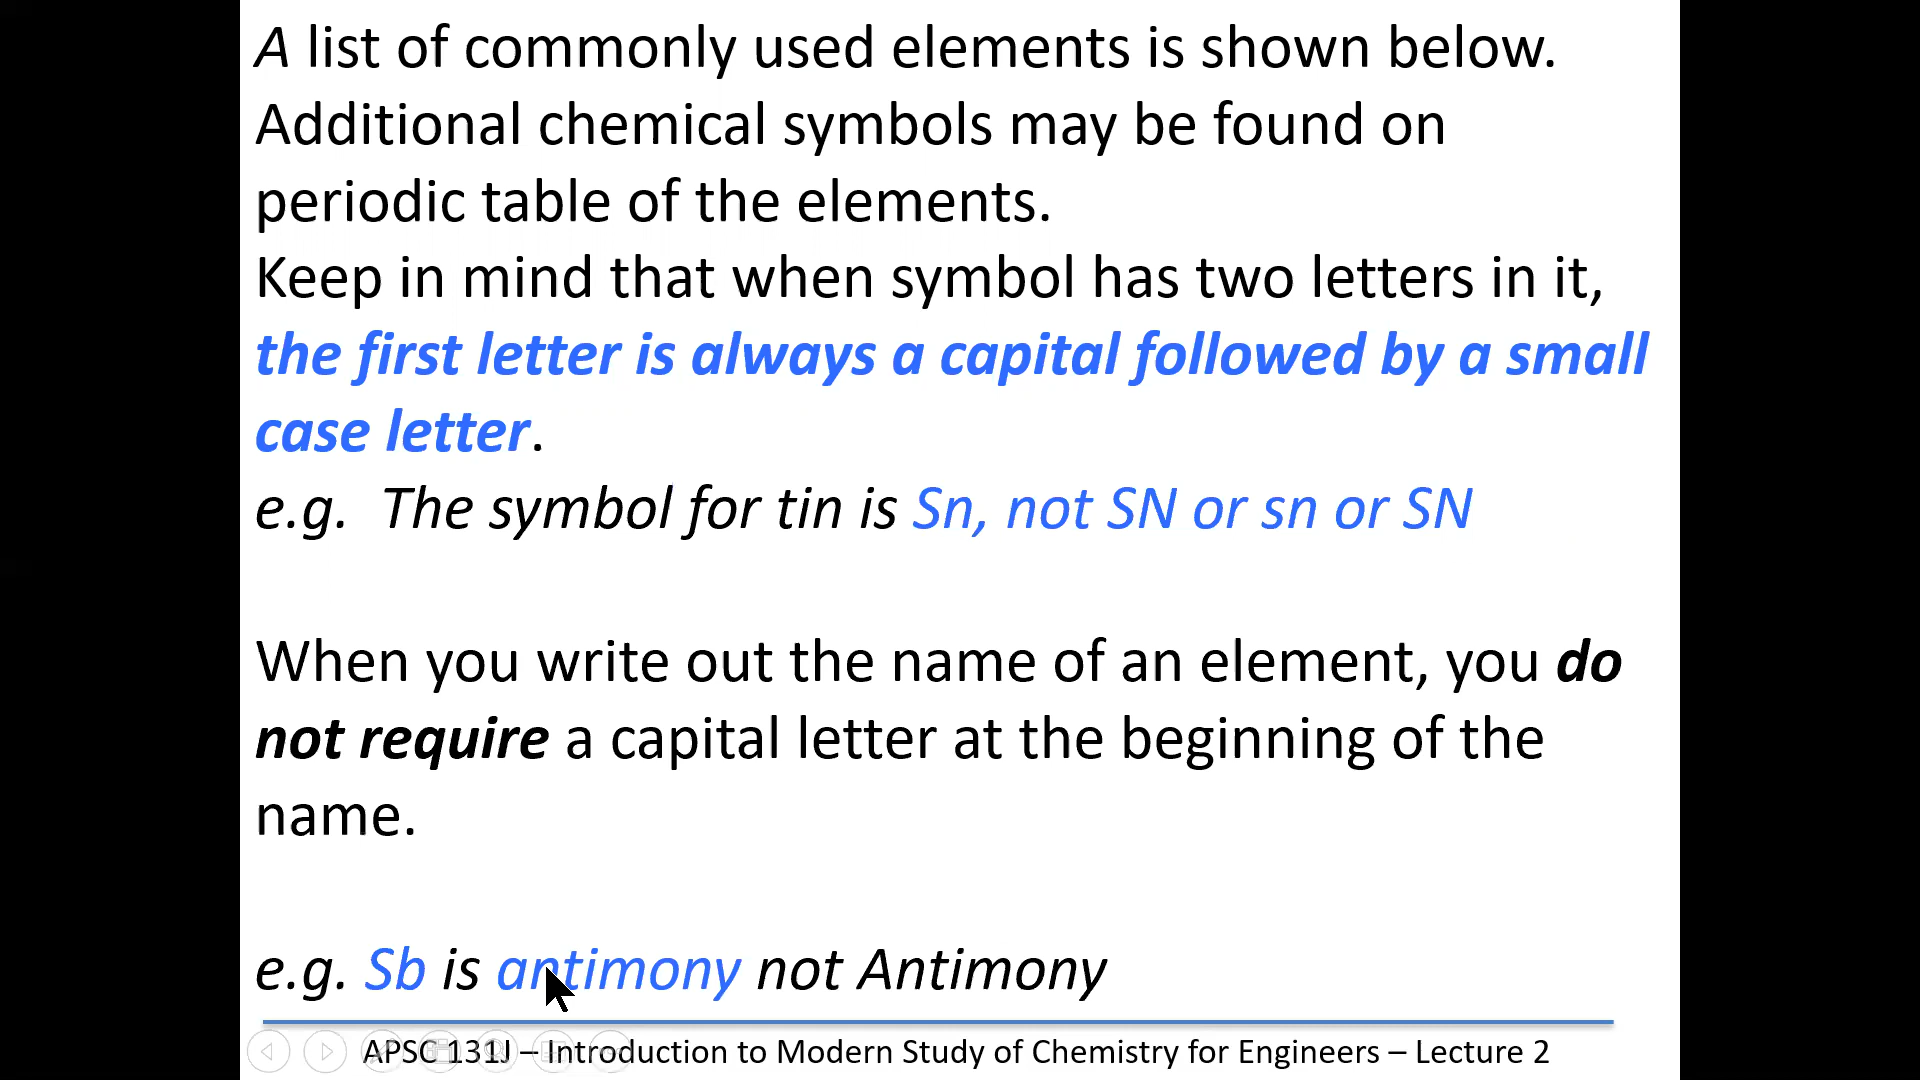 A list of commonly used elements is shown below.
Additional chemical symbols may be found on
periodic table of the elements.
Keep in mind that when symbol has two letters in it,
the first letter is always a capital followed by a small
case letter.
e.g. The symbol for tin is Sn, not SN or sn or SN
When you write out the name of an element, you do
not require a capital letter at the beginning of the
name.
e.g. Sb is antimony not Antimony
APSC 131J – Introduction to Modern Study of Chemistry for Engineers – Lecture 2